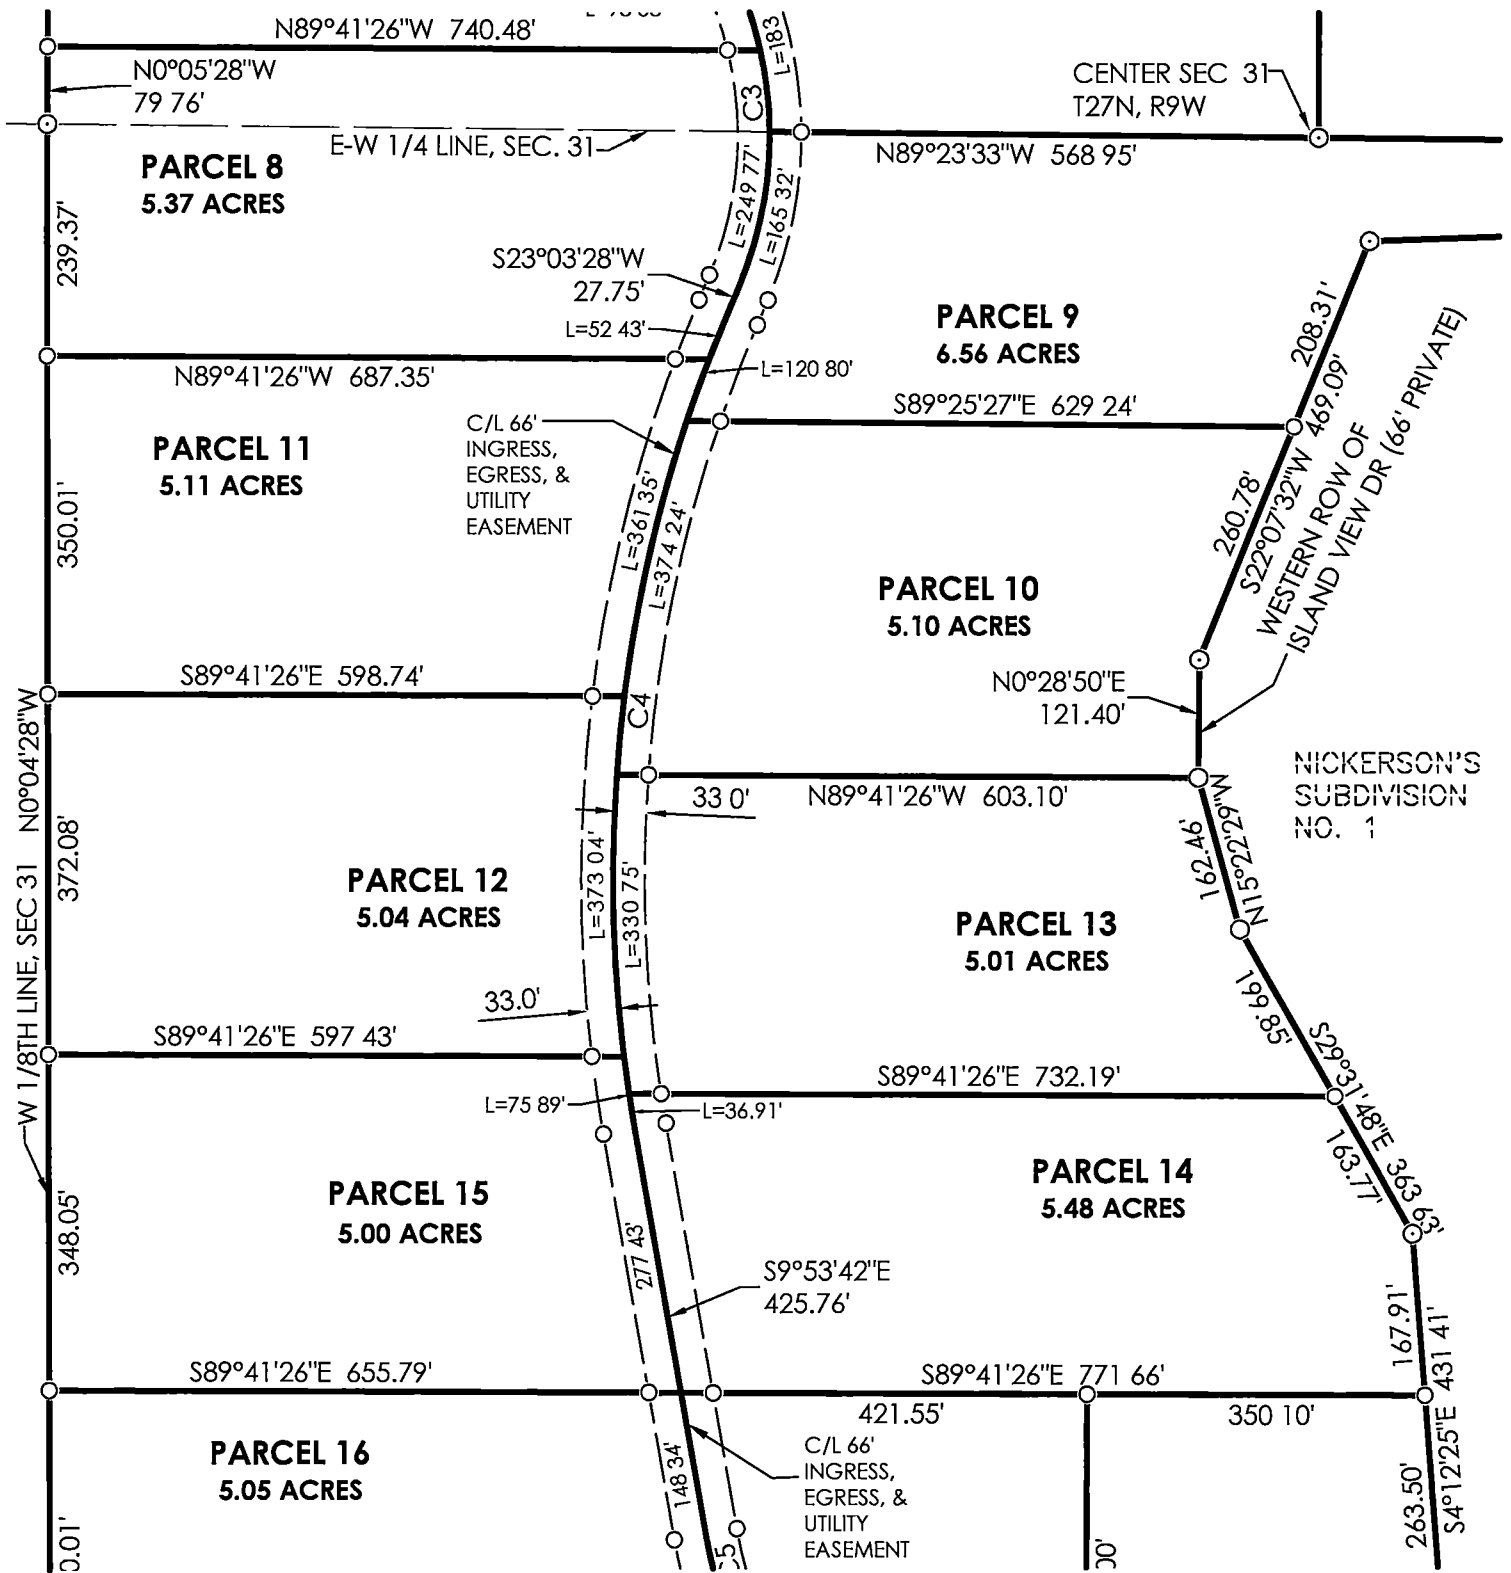 N89°41'26"W 740.48'
L=183
N0°05'28"W
79 76'
CENTER SEC 31
T27N, R9W
C3
E-W 1/4 LINE, SEC. 31
N89°23'33"W 568 95'
PARCEL 8
5.37 ACRES
239.37'
L=249 77'
L=165 32'
S23°03'28"W
27.75'
L=52 43'
PARCEL 9
6.56 ACRES
208.31'
N89°41'26"W 687.35'
L=120 80'
S89°25'27"E 629 24'
S22°07'32"W 469.09'
WESTERN ROW OF
ISLAND VIEW DR (66' PRIVATE)
C/L 66'
INGRESS,
EGRESS, &
UTILITY
EASEMENT
PARCEL 11
5.11 ACRES
350.01'
L=361 35'
L=374 24'
260.78'
PARCEL 10
5.10 ACRES
S89°41'26"E 598.74'
C4
N0°28'50"E
121.40'
33 0'
N89°41'26"W 603.10'
NICKERSON'S
SUBDIVISION
NO. 1
W 1/8TH LINE, SEC 31 N0°04'28"W
372.08'
PARCEL 12
5.04 ACRES
L=373 04'
L=330 75'
162.46'
N15°22'29"W
PARCEL 13
5.01 ACRES
33.0'
199.85'
S89°41'26"E 597 43'
S29°31'48"E 363 63'
S89°41'26"E 732.19'
L=75 89'
L=36.91'
163.77'
PARCEL 15
5.00 ACRES
348.05'
277 43'
PARCEL 14
5.48 ACRES
S9°53'42"E
425.76'
167.91'
S89°41'26"E 655.79'
S89°41'26"E 771 66'
421.55'
350 10'
S4°12'25"E 431 41'
PARCEL 16
5.05 ACRES
148 34'
C/L 66'
INGRESS,
EGRESS, &
UTILITY
EASEMENT
263.50'
0.01'